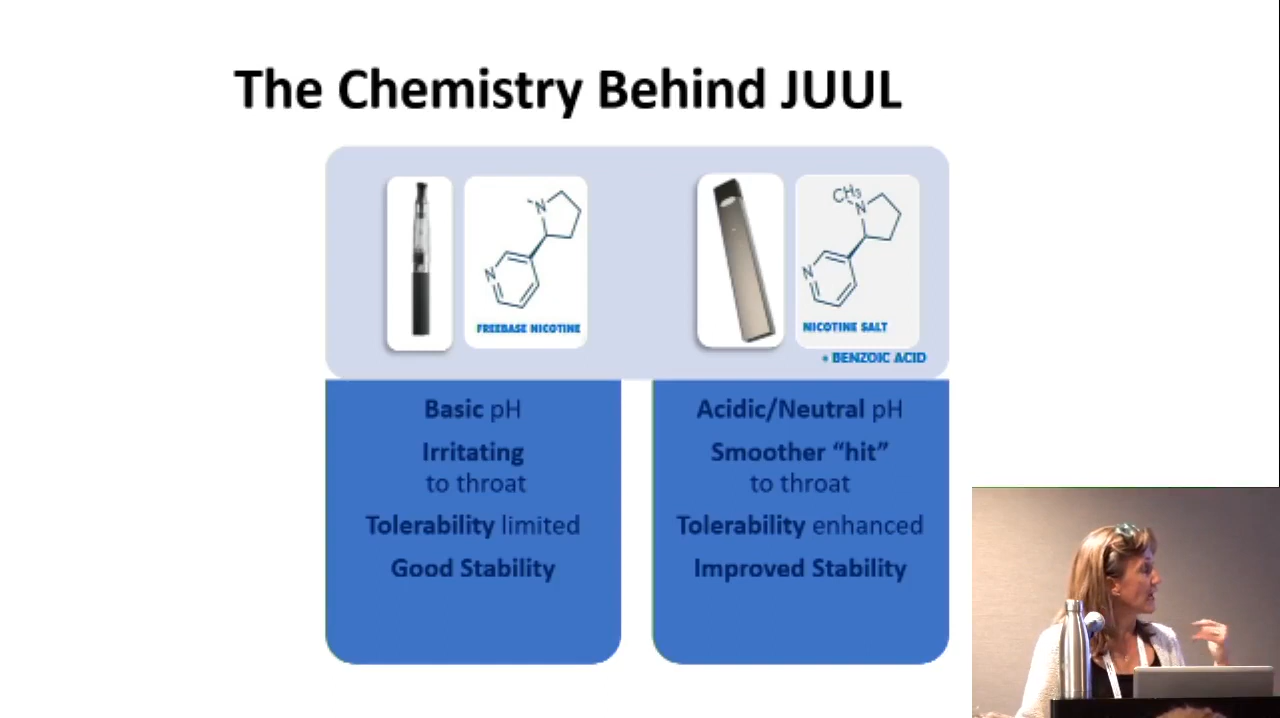 The Chemistry Behind JUUL
N
N
FREEBASE NICOTINE
CH3
N
N
NICOTINE SALT
+ BENZOIC ACID
Basic pH
Irritating
to throat
Tolerability limited
Good Stability
Acidic/Neutral pH
Smoother “hit”
to throat
Tolerability enhanced
Improved Stability